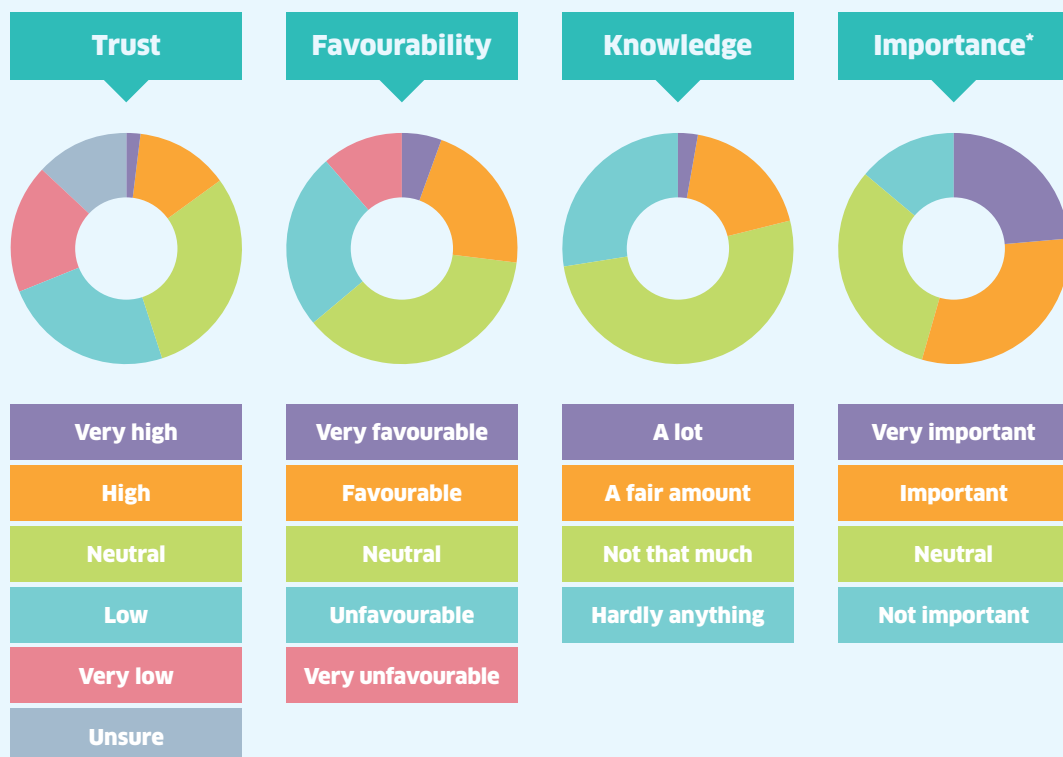 Trust
Favourability
Knowledge
Importance*
Very high
High
Neutral
Low
Very low
Unsure
Very favourable
Favourable
Neutral
Unfavourable
Very unfavourable
A lot
A fair amount
Not that much
Hardly anything
Very important
Important
Neutral
Not important